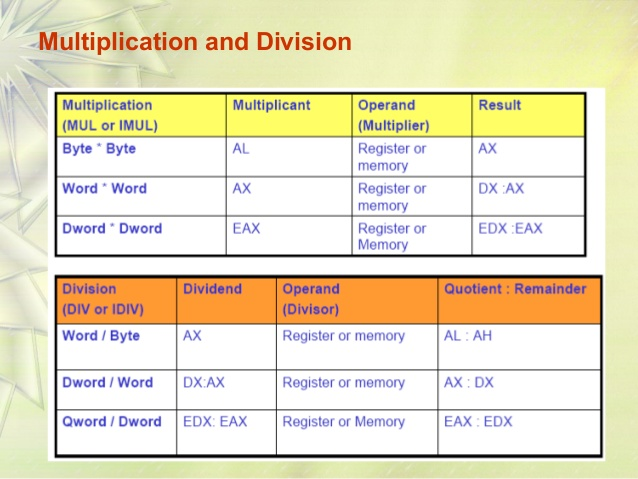 Multiplication and Division
Multiplication (MUL or IMUL) Multiplicant Operand (Multiplier) Result
Byte * Byte AL Register or memory AX
Word * Word AX Register or memory DX :AX
Dword * Dword EAX Register or Memory EDX :EAX
Division (DIV or IDIV) Dividend Operand (Divisor) Quotient : Remainder
Word / Byte AX Register or memory AL : AH
Dword / Word DX:AX Register or memory AX : DX
Qword / Dword EDX: EAX Register or Memory EAX : EDX